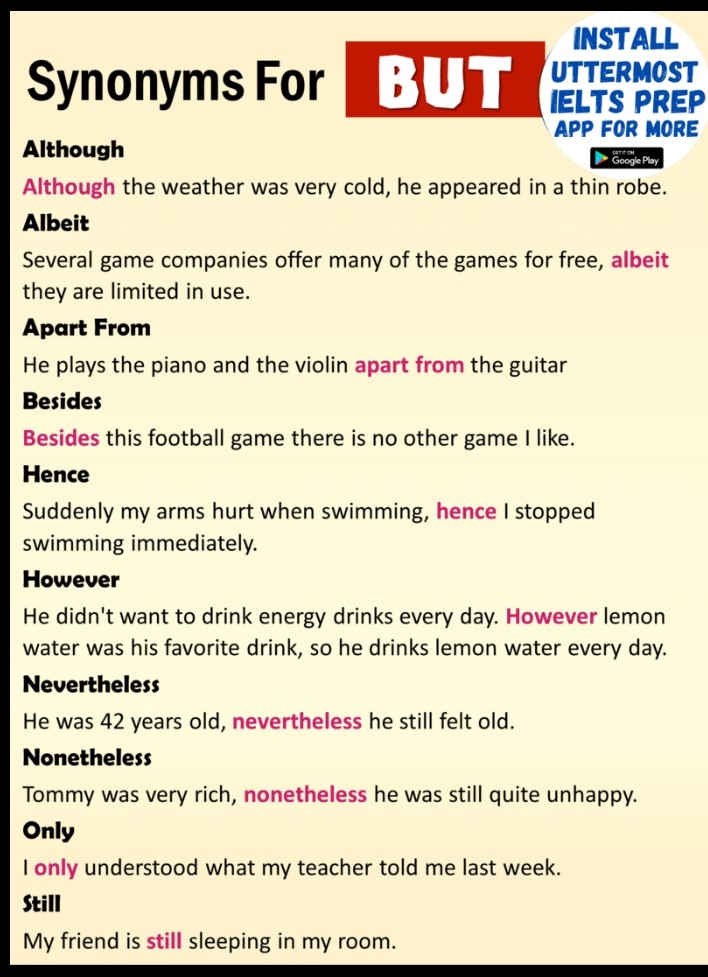 Synonyms For BUT
INSTALL
UTTERMOST
IELTS PREP
APP FOR MORE
GET IT ON
Google Play
Although
Although the weather was very cold, he appeared in a thin robe.
Albeit
Several game companies offer many of the games for free, albeit
they are limited in use.
Apart From
He plays the piano and the violin apart from the guitar
Besides
Besides this football game there is no other game I like.
Hence
Suddenly my arms hurt when swimming, hence I stopped
swimming immediately.
However
He didn't want to drink energy drinks every day. However lemon
water was his favorite drink, so he drinks lemon water every day.
Nevertheless
He was 42 years old, nevertheless he still felt old.
Nonetheless
Tommy was very rich, nonetheless he was still quite unhappy.
Only
I only understood what my teacher told me last week.
Still
My friend is still sleeping in my room.